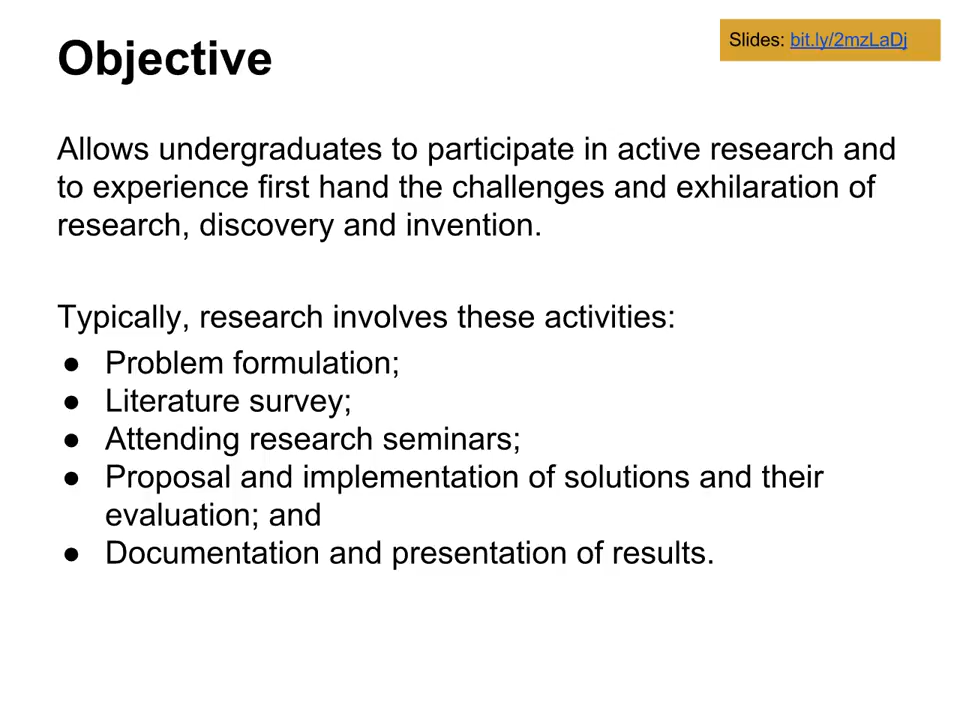 Objective
Slides: bit.ly/2mzLaDj
Allows undergraduates to participate in active research and
to experience first hand the challenges and exhilaration of
research, discovery and invention.
Typically, research involves these activities:
● Problem formulation;
● Literature survey;
● Attending research seminars;
● Proposal and implementation of solutions and their
evaluation; and
● Documentation and presentation of results.